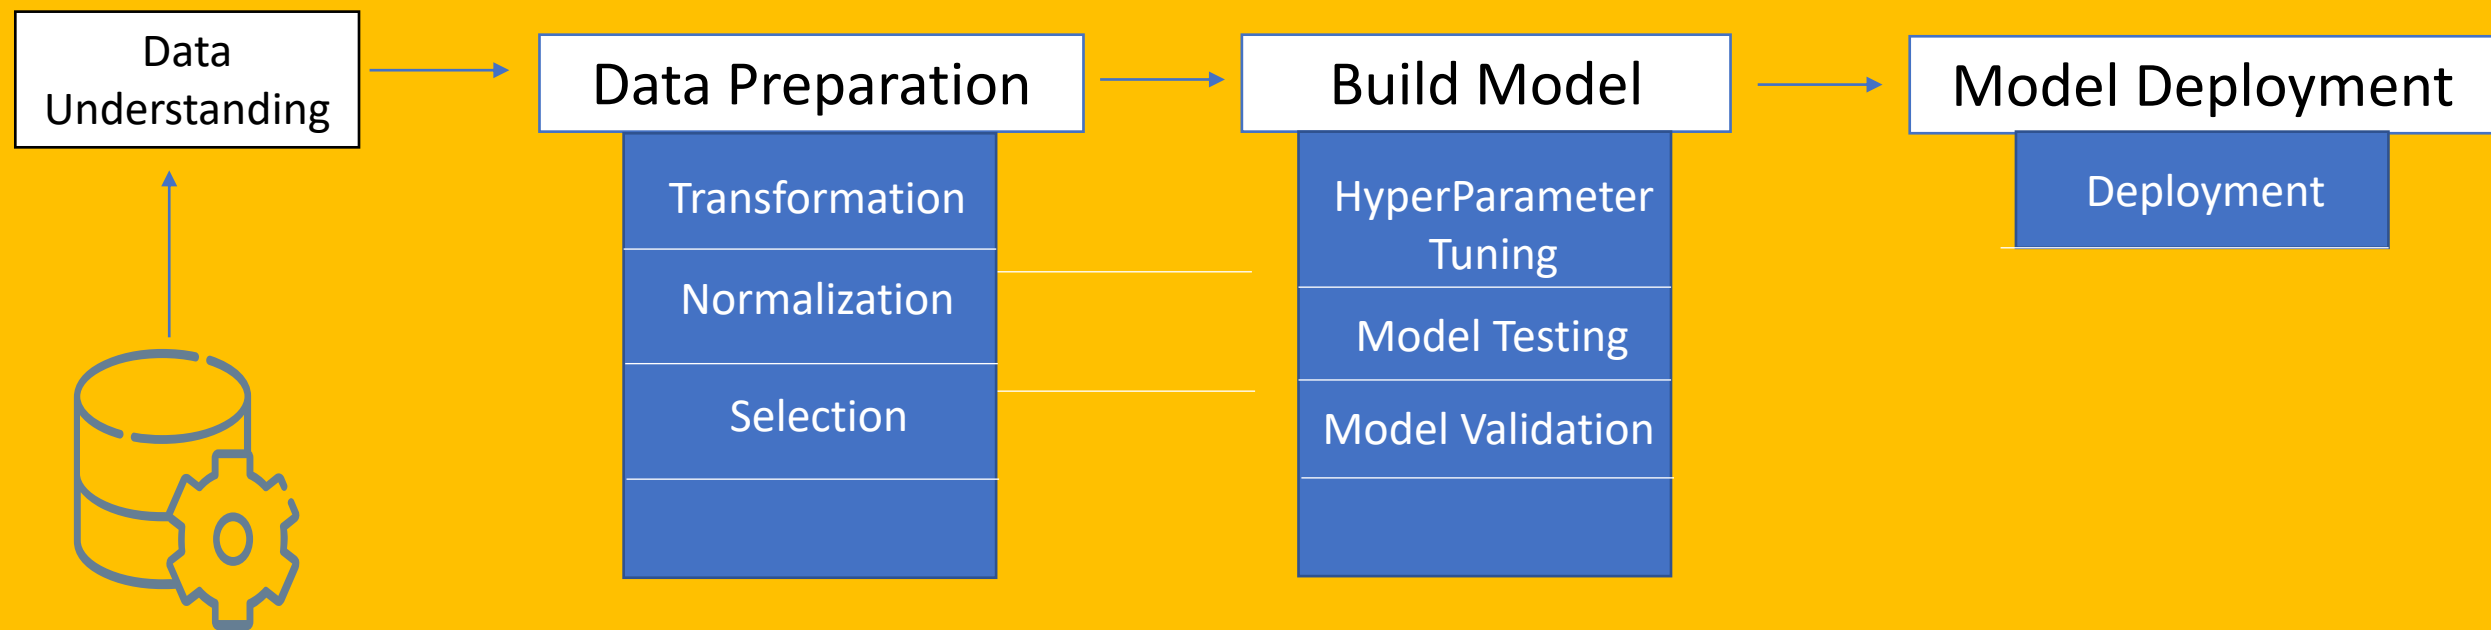 Data
Understanding
Data Preparation
Transformation
Normalization
Selection
Build Model
HyperParameter
Tuning
Model Testing
Model Validation
Model Deployment
Deployment